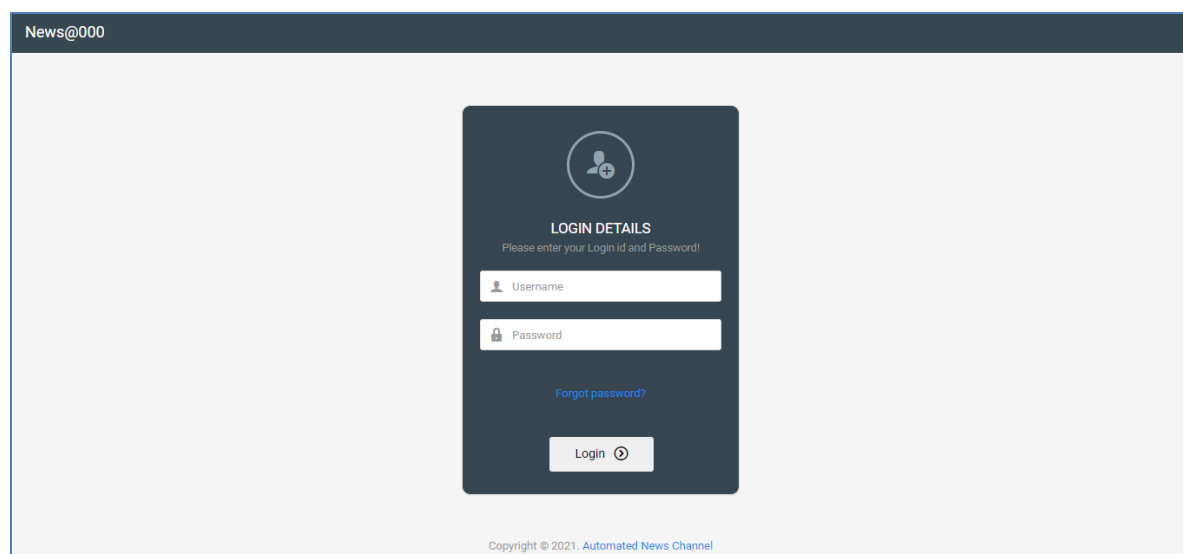 News@000
LOGIN DETAILS
Please enter your Login id and Password!
Username
Password
Forgot password?
Login
Copyright © 2021. Automated News Channel